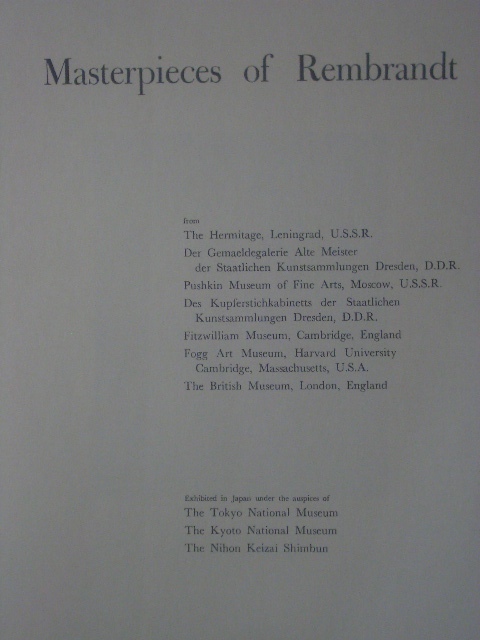 Masterpieces of Rembrandt
from
The Hermitage, Leningrad, U.S.S.R.
Der Gemaeldegalerie Alte Meister
der Staatlichen Kunstsammlungen Dresden, D.D.R.
Pushkin Museum of Fine Arts, Moscow, U.S.S.R.
Des Kupferstichkabinetts der Staatlichen
Kunstsammlungen Dresden, D.D.R.
Fitzwilliam Museum, Cambridge, England
Fogg Art Museum, Harvard University
Cambridge, Massachusetts, U.S.A.
The British Museum, London, England
Exhibited in Japan under the auspices of
The Tokyo National Museum
The Kyoto National Museum
The Nihon Keizai Shimbun